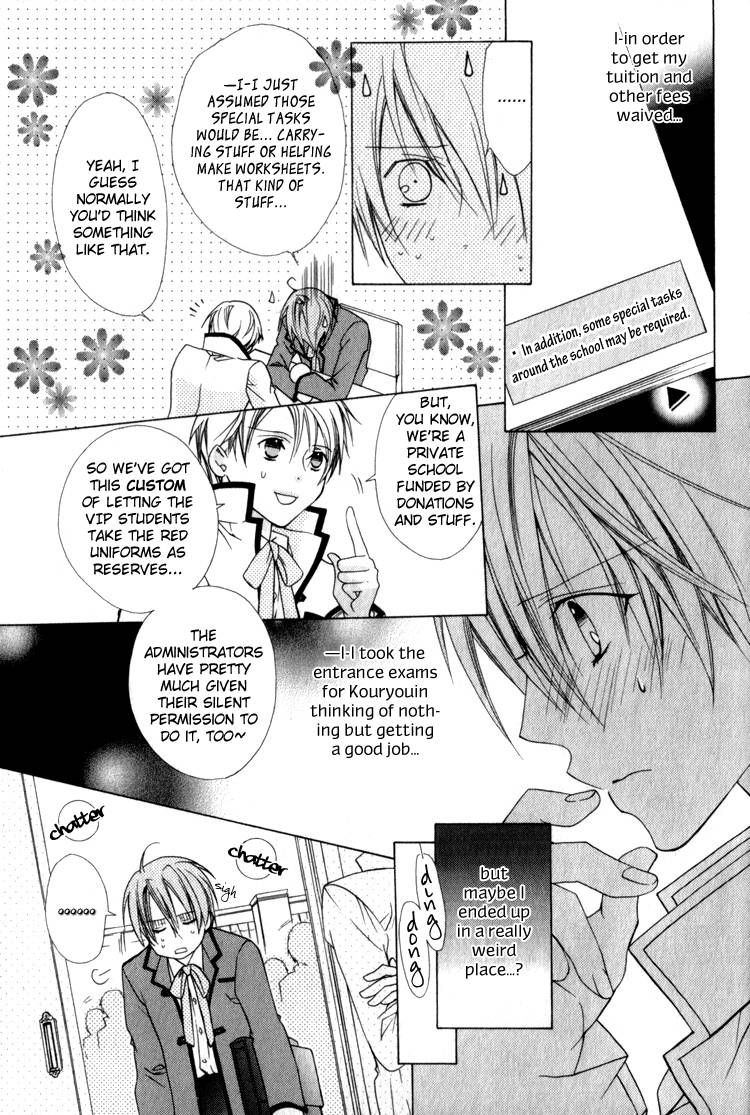 I-in order
to get my
tuition and
other fees
waived...
• In addition, some special tasks
around the school may be required.
......
—I-I JUST
ASSUMED THOSE
SPECIAL TASKS
WOULD BE... CARRY-
ING STUFF OR HELPING
MAKE WORKSHEETS.
THAT KIND OF
STUFF...
YEAH, I
GUESS
NORMALLY
YOU'D THINK
SOMETHING
LIKE THAT.
BUT,
YOU KNOW,
WE'RE A
PRIVATE
SCHOOL
FUNDED BY
DONATIONS
AND STUFF.
SO WE'VE GOT
THIS CUSTOM
OF LETTING THE
VIP STUDENTS
TAKE THE RED
UNIFORMS AS
RESERVES...
THE
ADMINISTRATORS
HAVE PRETTY
MUCH GIVEN
THEIR SILENT
PERMISSION TO
DO IT, TOO~
—I-I took the
entrance exams
for Kouryouin
thinking of noth-
ing but getting
a good job...
but
maybe I
ended up
in a really
weird
place...?
ding
dong
chatter
chatter
sigh
......